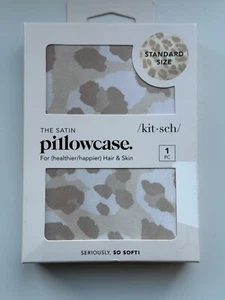 STANDARD
SIZE
THE SATIN
/kit·sch/
pillowcase.
For (healthier/happier) Hair & Skin
1
PC
SERIOUSLY, SO SOFT!